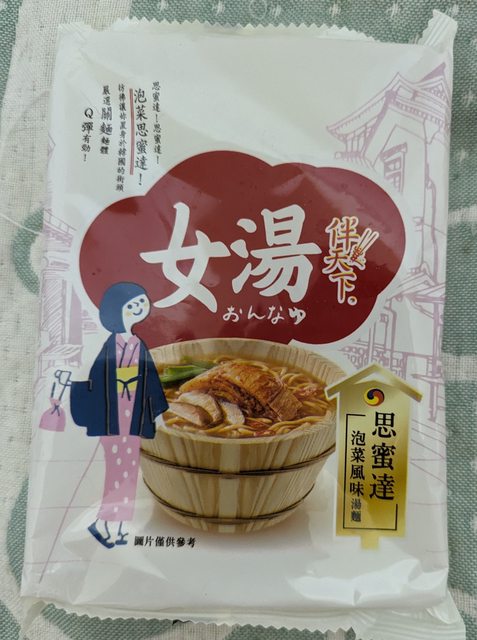 思蜜達！思蜜達！
泡菜思蜜達！
彷彿讓妳置身於韓國的街頭
嚴選關麵麵體
Q彈有勁！
女湯
おんなゆ
伴天下
思蜜達
泡菜風味湯麵
圖片僅供參考